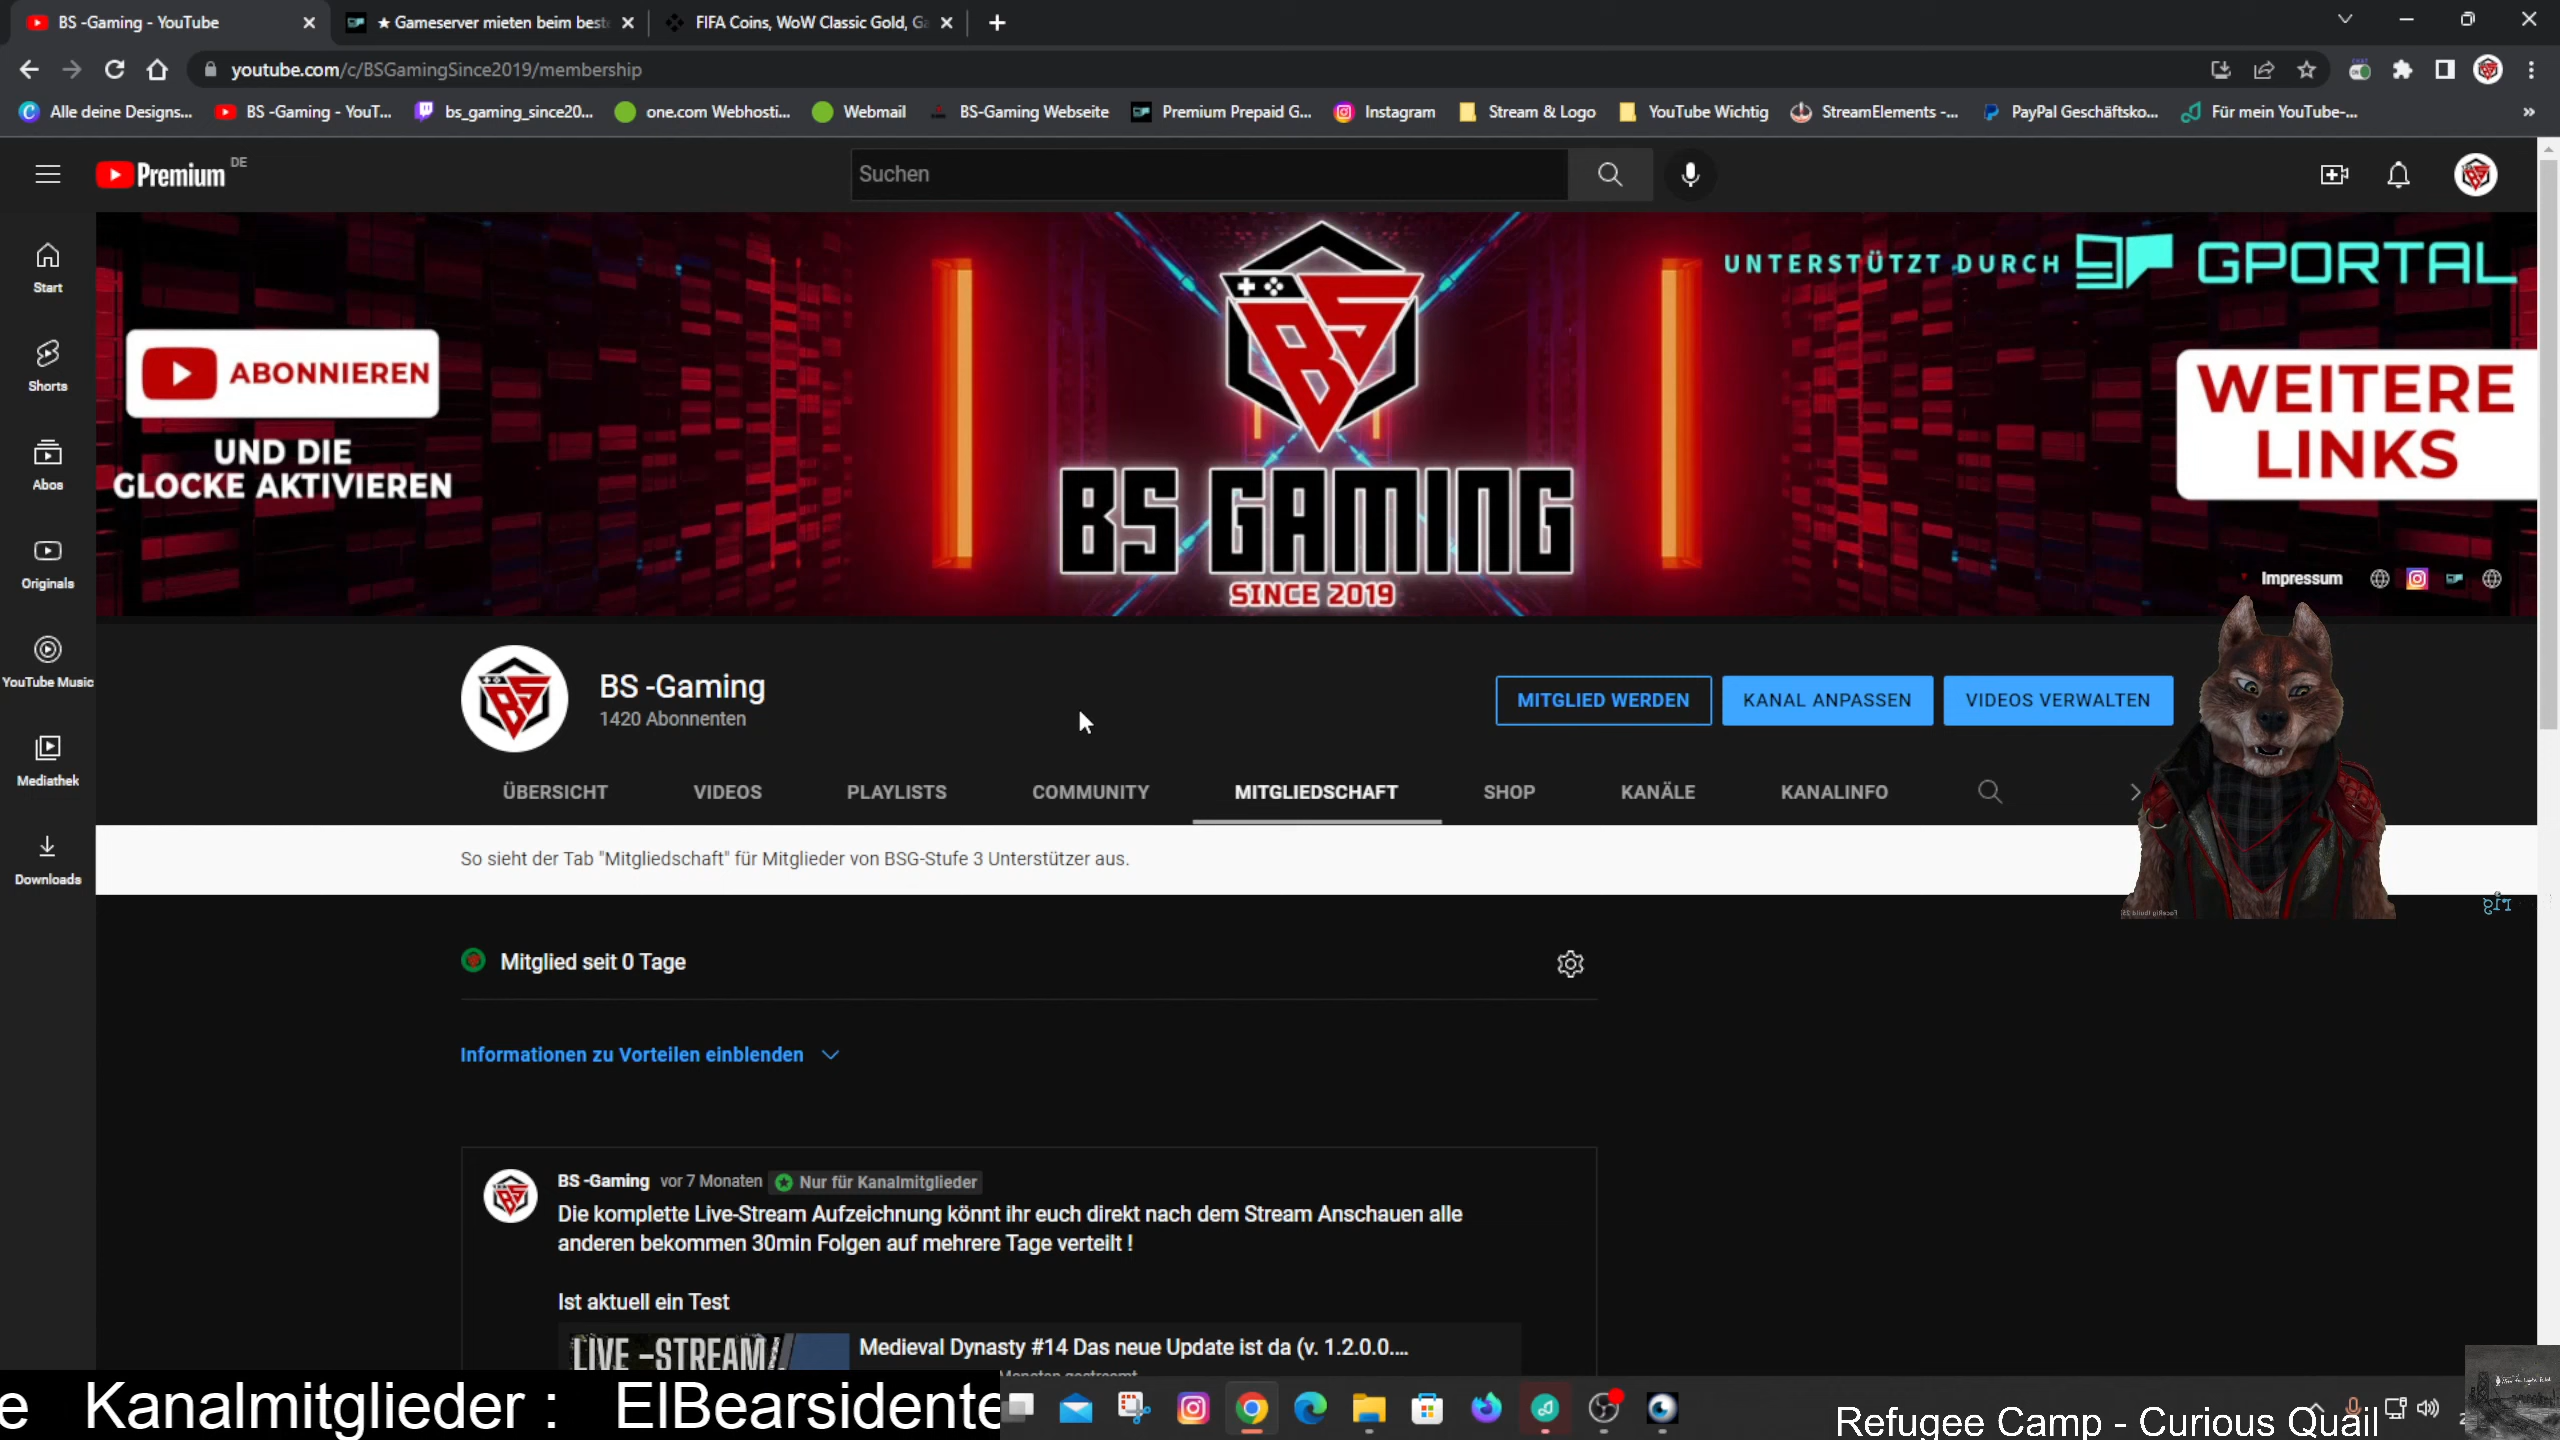 BS -Gaming - YouTube
★ Gameserver mieten beim best
FIFA Coins, WoW Classic Gold, Ga
youtube.com/c/BSGamingSince2019/membership
Alle deine Designs...
BS -Gaming - YouT...
bs_gaming_since20...
one.com Webhosti...
Webmail
BS-Gaming Webseite
Premium Prepaid G...
Instagram
Stream & Logo
YouTube Wichtig
StreamElements -...
PayPal Geschäftsko...
Für mein YouTube-...
»
Premium DE
Suchen
Start
Shorts
Abos
Originals
YouTube Music
Mediathek
Downloads
ABONNIEREN
UND DIE
GLOCKE AKTIVIEREN
BS
BS GAMING
SINCE 2019
UNTERSTÜTZT DURCH GPORTAL
WEITERE
LINKS
Impressum
BS -Gaming
1420 Abonnenten
MITGLIED WERDEN
KANAL ANPASSEN
VIDEOS VERWALTEN
ÜBERSICHT
VIDEOS
PLAYLISTS
COMMUNITY
MITGLIEDSCHAFT
SHOP
KANÄLE
KANALINFO
So sieht der Tab "Mitgliedschaft" für Mitglieder von BSG-Stufe 3 Unterstützer aus.
Mitglied seit 0 Tage
Informationen zu Vorteilen einblenden
BS -Gaming vor 7 Monaten Nur für Kanalmitglieder
Die komplette Live-Stream Aufzeichnung könnt ihr euch direkt nach dem Stream Anschauen alle
anderen bekommen 30min Folgen auf mehrere Tage verteilt !
Ist aktuell ein Test
LIVE -STREAM
Medieval Dynasty #14 Das neue Update ist da (v. 1.2.0.0....
e Kanalmitglieder : ElBearsidente
Refugee Camp - Curious Quail